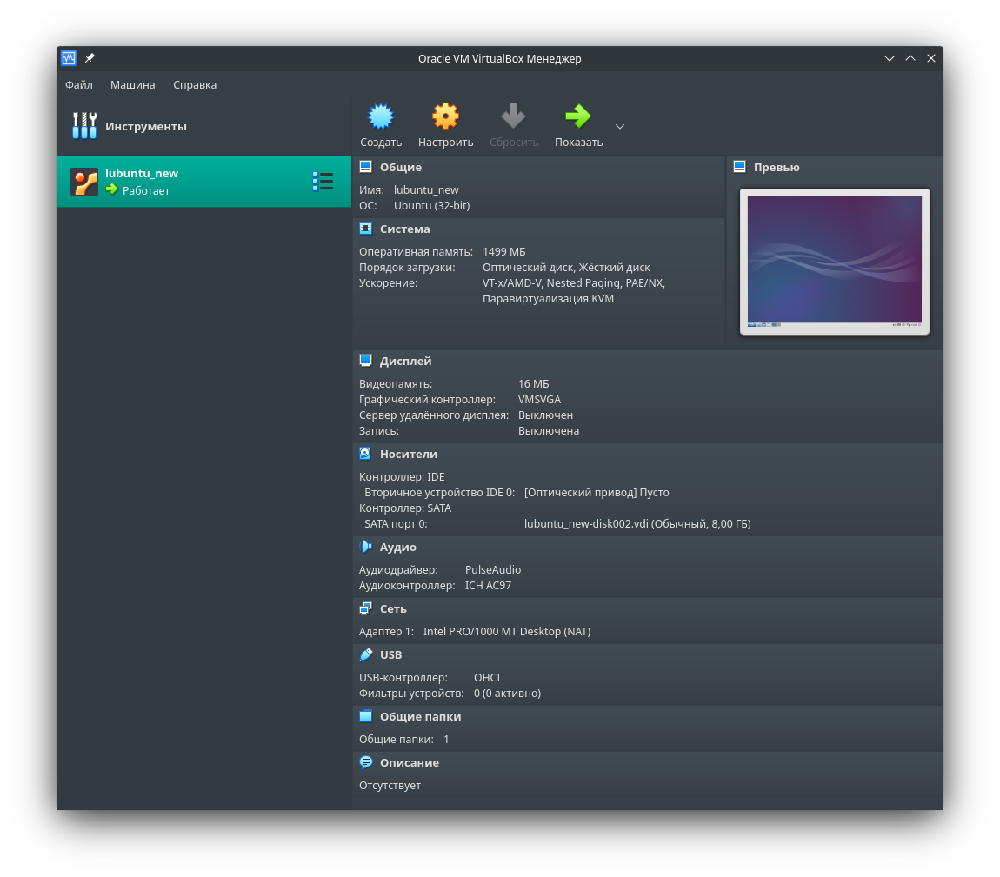 Oracle VM VirtualBox Менеджер
Файл Машина Справка
Инструменты
Создать Настроить Сбросить Показать
lubuntu_new
Работает
Общие
Имя: lubuntu_new
ОС: Ubuntu (32-bit)
Превью
Система
Оперативная память: 1499 МБ
Порядок загрузки: Оптический диск, Жёсткий диск
Ускорение: VT-x/AMD-V, Nested Paging, PAE/NX,
Паравиртуализация KVM
Дисплей
Видеопамять: 16 МБ
Графический контроллер: VMSVGA
Сервер удалённого дисплея: Выключен
Запись: Выключена
Носители
Контроллер: IDE
Вторичное устройство IDE 0: [Оптический привод] Пусто
Контроллер: SATA
SATA порт 0: lubuntu_new-disk002.vdi (Обычный, 8,00 ГБ)
Аудио
Аудиодрайвер: PulseAudio
Аудиоконтроллер: ICH AC97
Сеть
Адаптер 1: Intel PRO/1000 MT Desktop (NAT)
USB
USB-контроллер: OHCI
Фильтры устройств: 0 (0 активно)
Общие папки
Общие папки: 1
Описание
Отсутствует